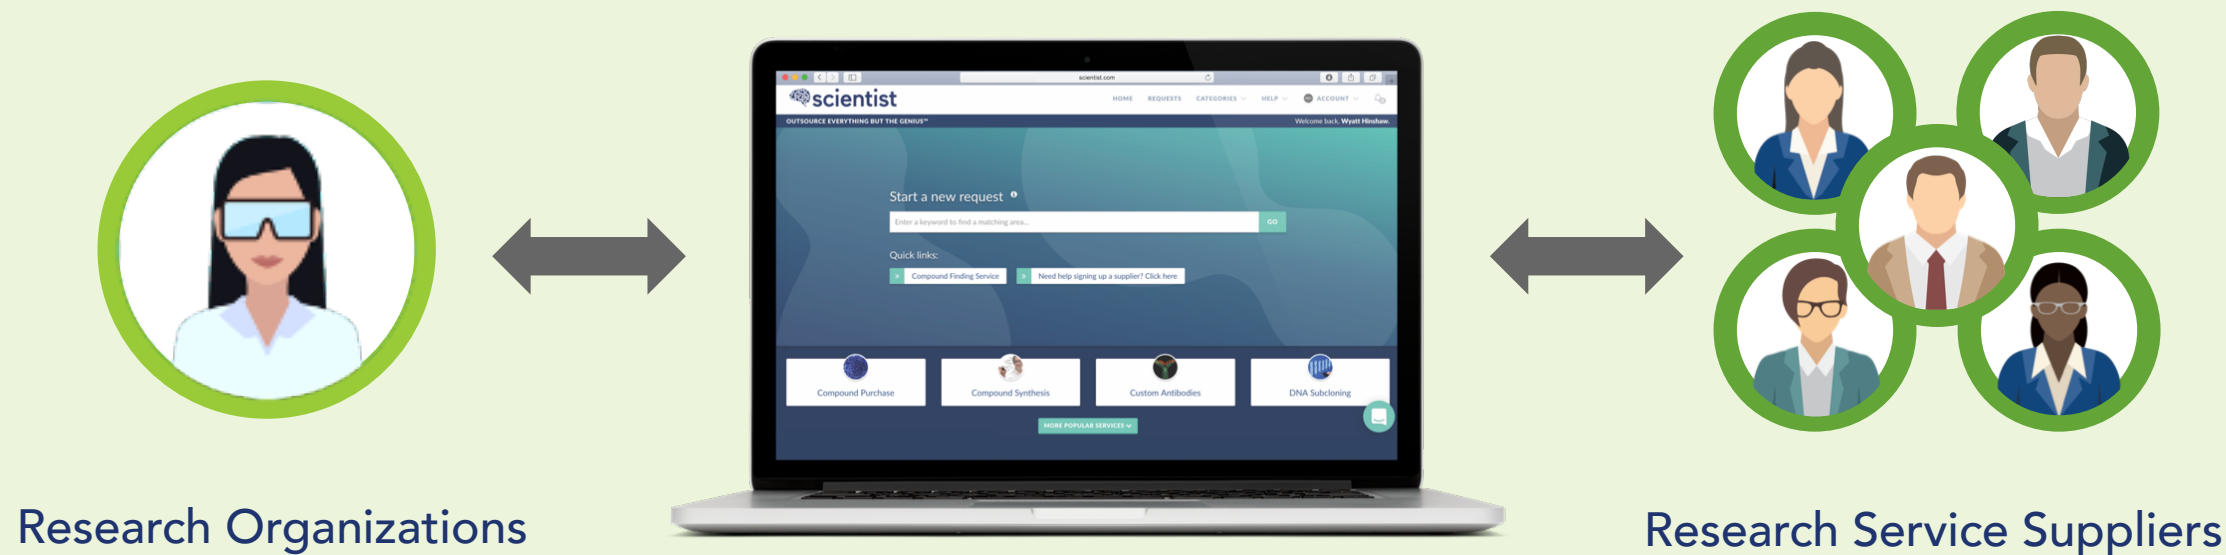 scientist.com
scientist
HOME REQUESTS CATEGORIES HELP ACCOUNT
OUTSOURCE EVERYTHING BUT THE GENIUS™
Welcome back, Wyatt Hinshaw.
Start a new request
Enter a keyword to find a matching area...
GO
Quick links:
Compound Finding Service
Need help signing up a supplier? Click here
Compound Purchase
Compound Synthesis
Custom Antibodies
DNA Subcloning
MORE POPULAR SERVICES
Research Organizations
Research Service Suppliers